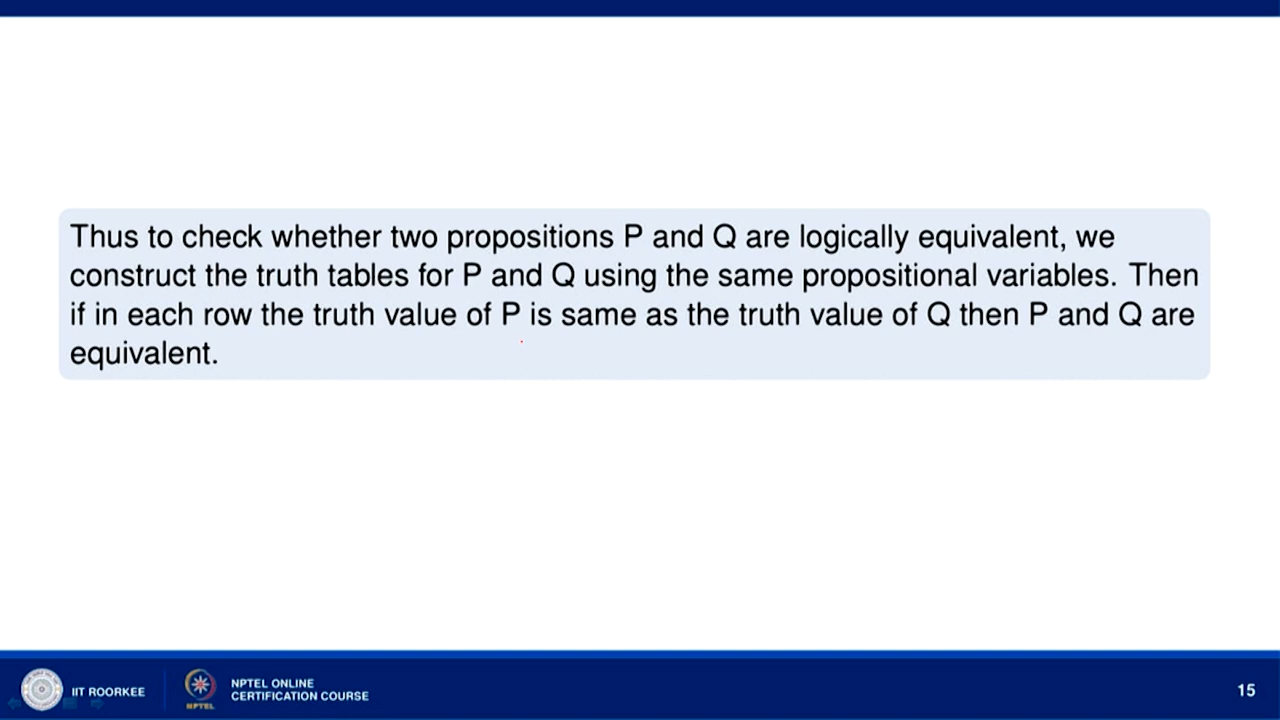 Thus to check whether two propositions P and Q are logically equivalent, we
construct the truth tables for P and Q using the same propositional variables. Then
if in each row the truth value of P is same as the truth value of Q then P and Q are
equivalent.
IIT ROORKEE
NPTEL
NPTEL ONLINE
CERTIFICATION COURSE
15